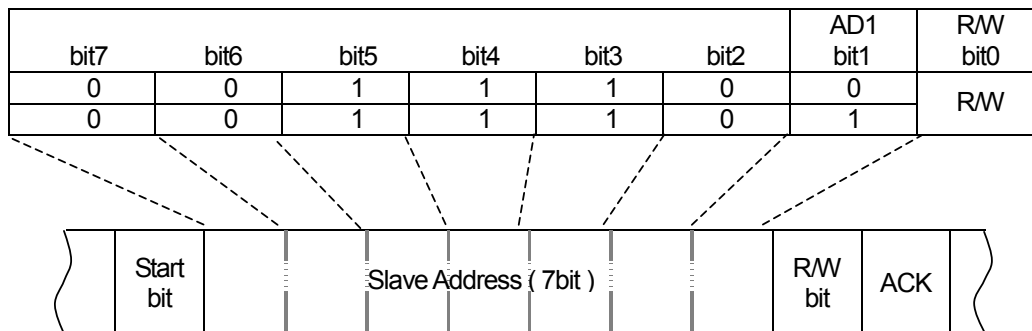 AD1 R/W
bit7 bit6 bit5 bit4 bit3 bit2 bit1 bit0
0 0 1 1 1 0 0 R/W
0 0 1 1 1 0 1
Start bit Slave Address ( 7bit ) R/W bit ACK